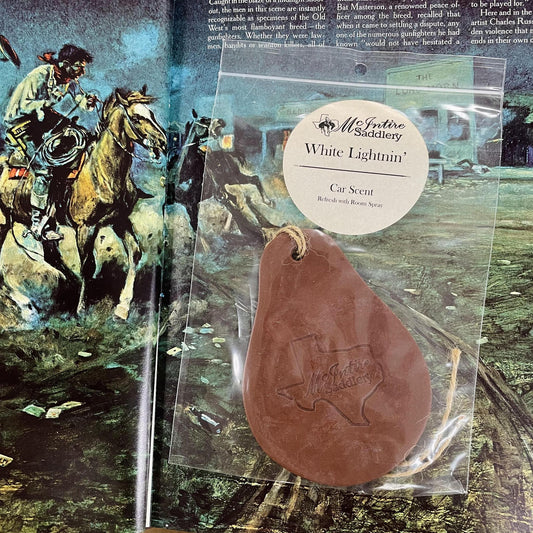 Caught in the blaze of a midnight shoot-
out, the men in this scene are instantly
recognizable as specimens of the Old
West's most flamboyant breed—the
gunfighters. Whether they were law-
men, bandits or wanton killers, all of
Bat Masterson, a renowned peace of-
ficer among the breed, recalled that
when it came to settling a dispute, any
one of the numerous gunfighters he had
known "would not have hesitated a
to be played for."
Here and in the
artist Charles Russ
den violence that
ends in their own
THE
McIntire
Saddlery
White Lightnin'
Car Scent
Refresh with Room Spray
McIntire
Saddlery